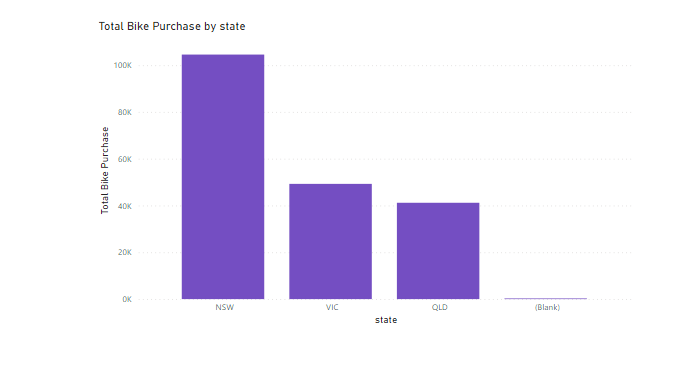 Total Bike Purchase by state
Total Bike Purchase
100K
80K
60K
40K
20K
0K
NSW
VIC
QLD
(Blank)
state